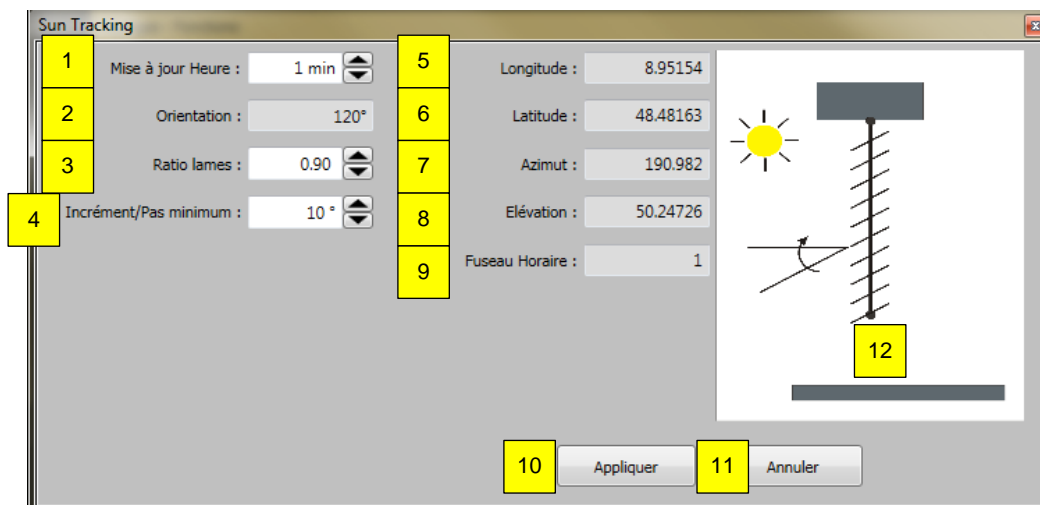 Sun Tracking
1 Mise à jour Heure : 1 min
2 Orientation : 120°
3 Ratio lames : 0.90
4 Incrément/Pas minimum : 10 °
5 Longitude : 8.95154
6 Latitude : 48.48163
7 Azimut : 190.982
8 Elévation : 50.24726
9 Fuseau Horaire : 1
12
10 Appliquer
11 Annuler